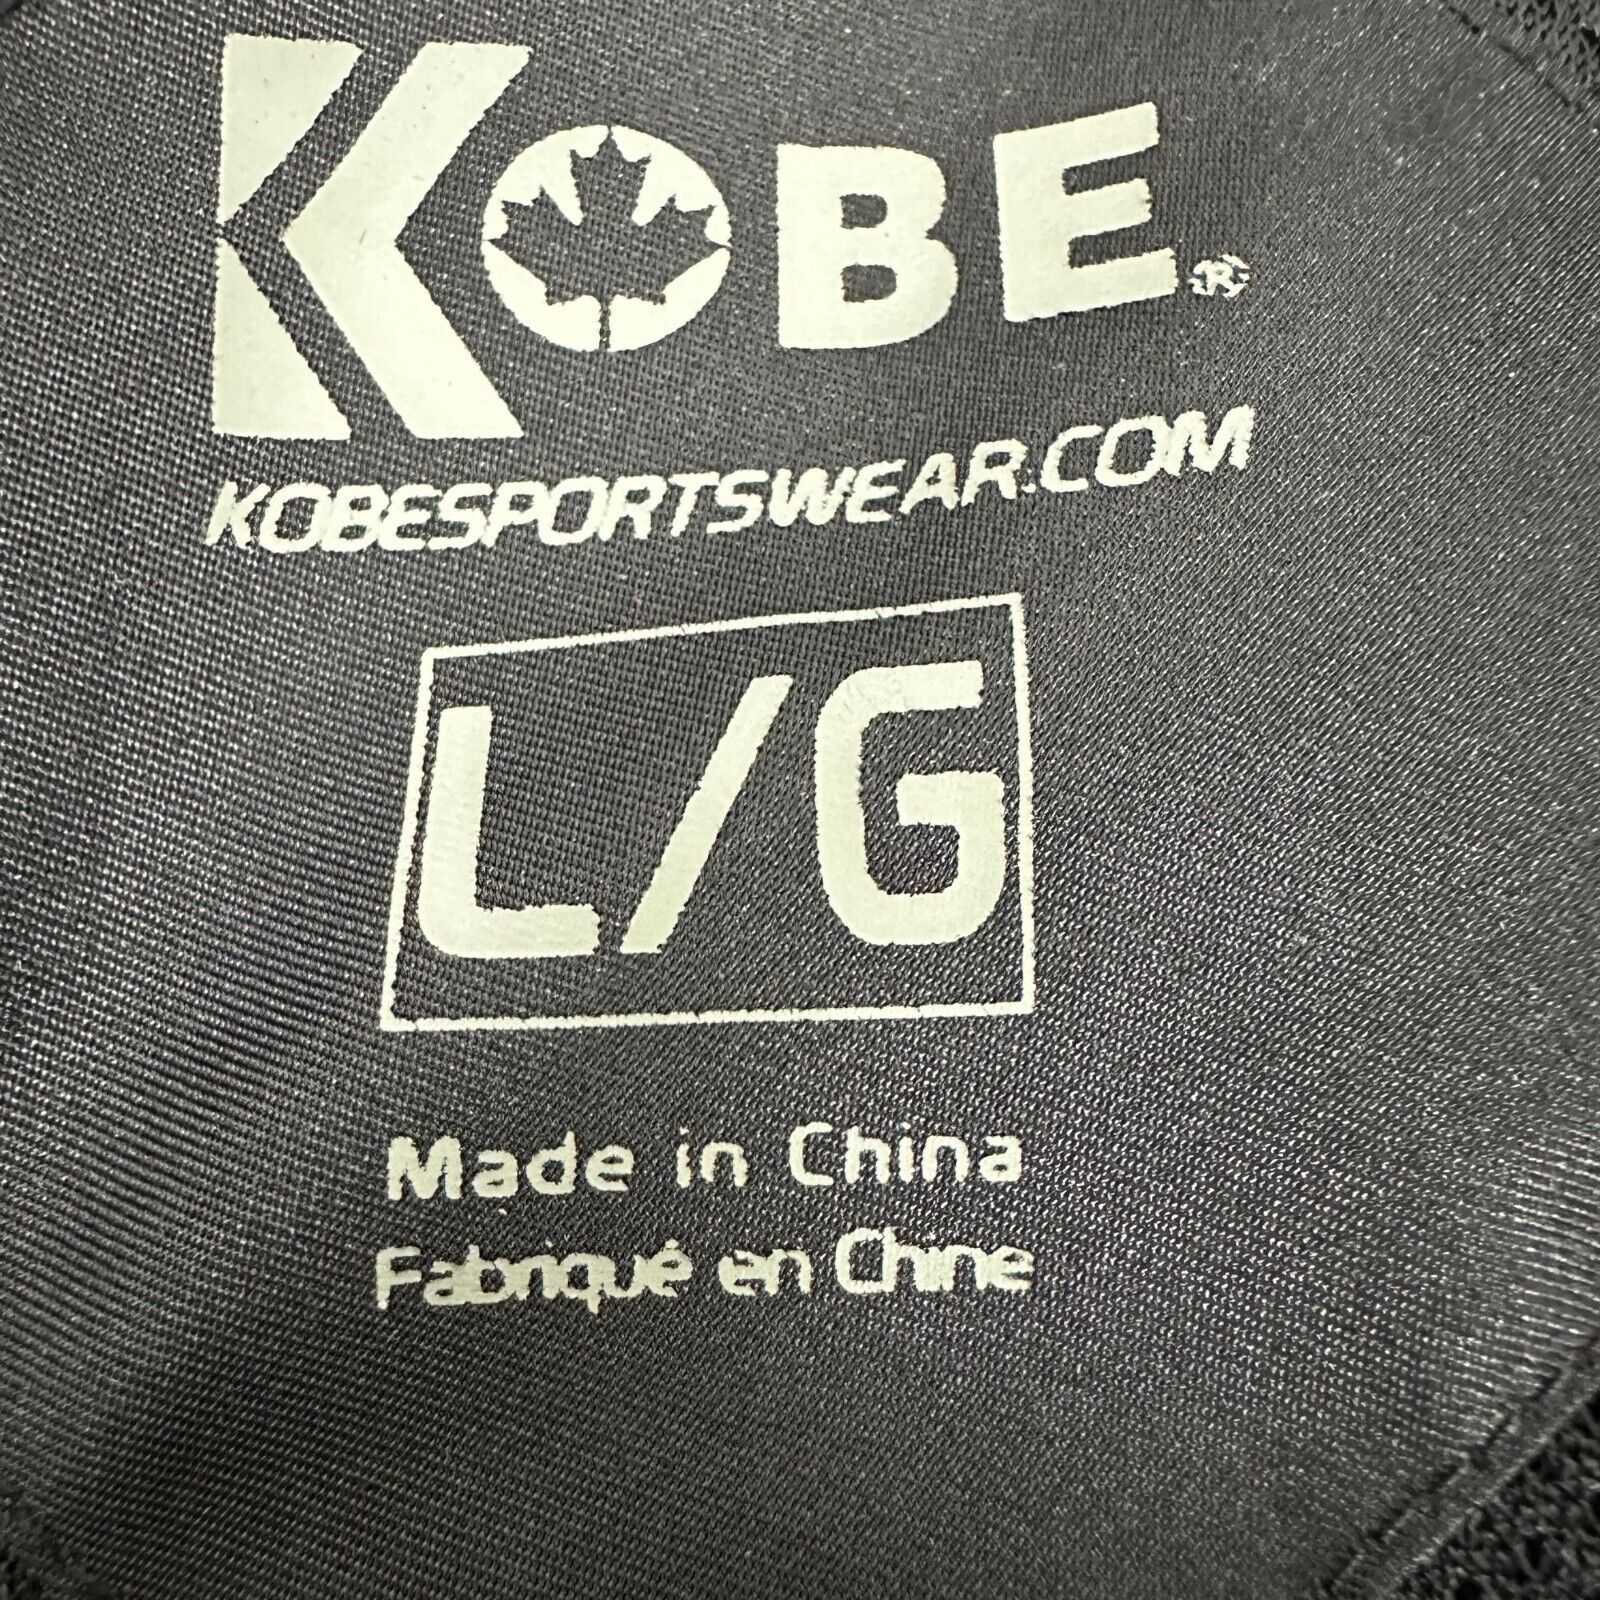 KOBE®
KOBESPORTSWEAR.COM
L/G
Made in China
Fabriqué en Chine